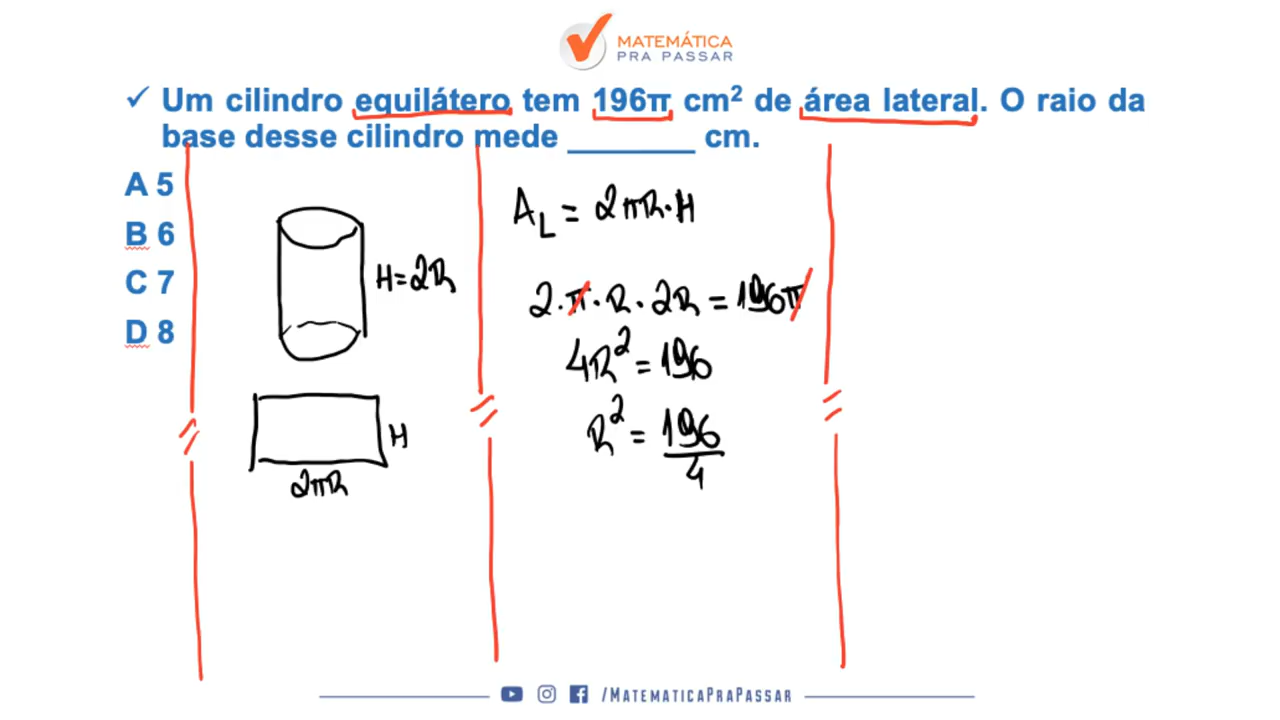 MATEMÁTICA
PRA PASSAR
✓ Um cilindro equilátero tem 196π cm² de área lateral. O raio da
base desse cilindro mede ________ cm.
A 5
B 6
C 7
D 8
H=2R
H
2πR
A_L = 2πR·H
2·π·R·2R = 196π
4R² = 196
R² = 196/4
/MATEMATICAPRAPASSAR